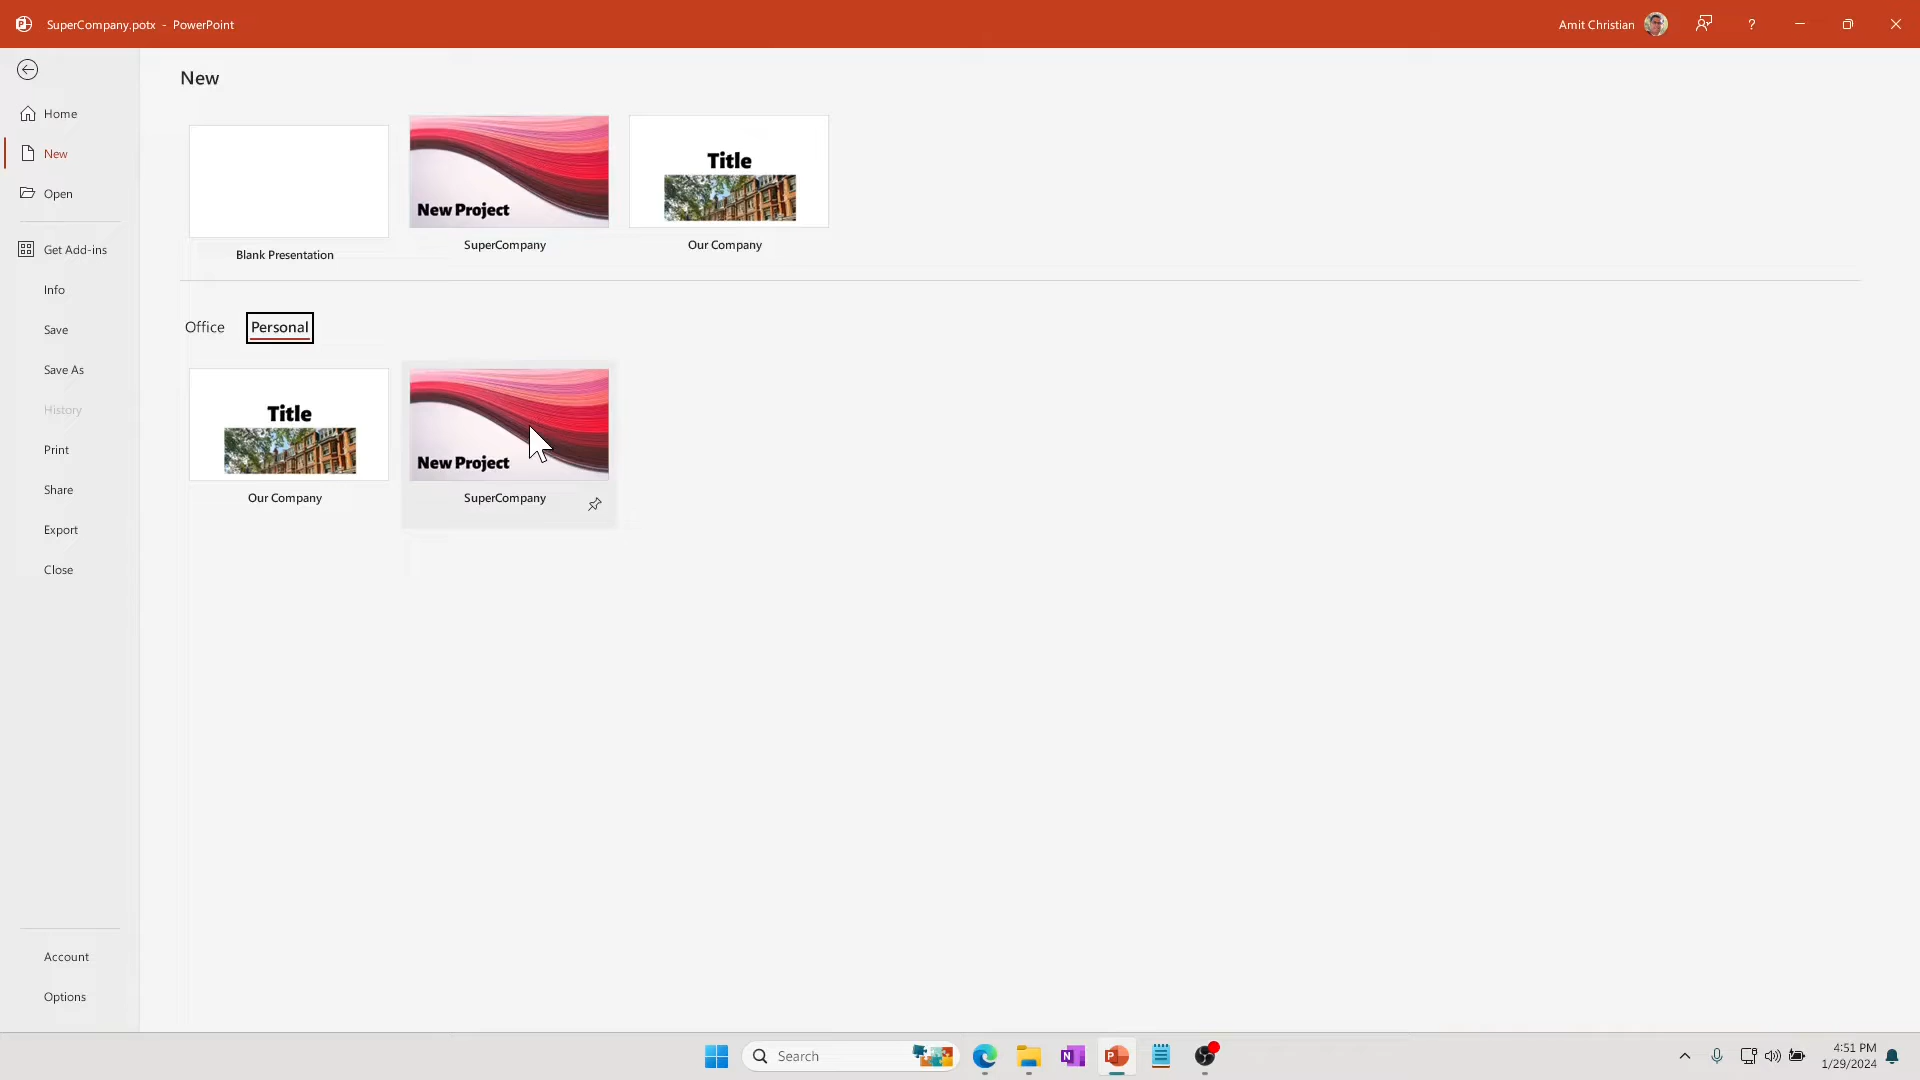 SuperCompany.potx - PowerPoint
Amit Christian
?
New
Home
New
Open
Get Add-ins
Info
Save
Save As
History
Print
Share
Export
Close
Account
Options
New Project
Title
Blank Presentation
SuperCompany
Our Company
Office
Personal
Title
New Project
Our Company
SuperCompany
Search
N
P
4:51 PM
1/29/2024